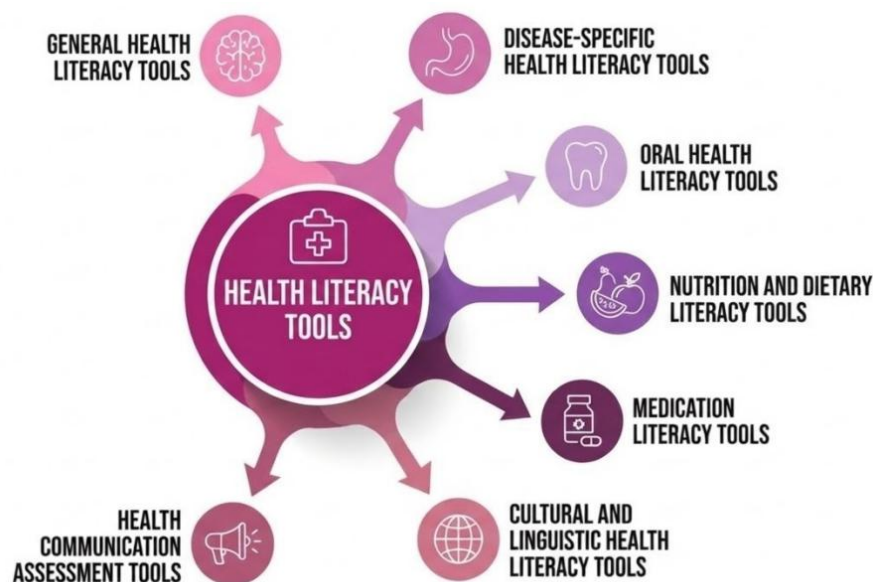 GENERAL HEALTH
LITERACY TOOLS
DISEASE-SPECIFIC
HEALTH LITERACY TOOLS
ORAL HEALTH
LITERACY TOOLS
HEALTH LITERACY
TOOLS
NUTRITION AND DIETARY
LITERACY TOOLS
MEDICATION
LITERACY TOOLS
HEALTH
COMMUNICATION
ASSESSMENT TOOLS
CULTURAL AND
LINGUISTIC HEALTH
LITERACY TOOLS